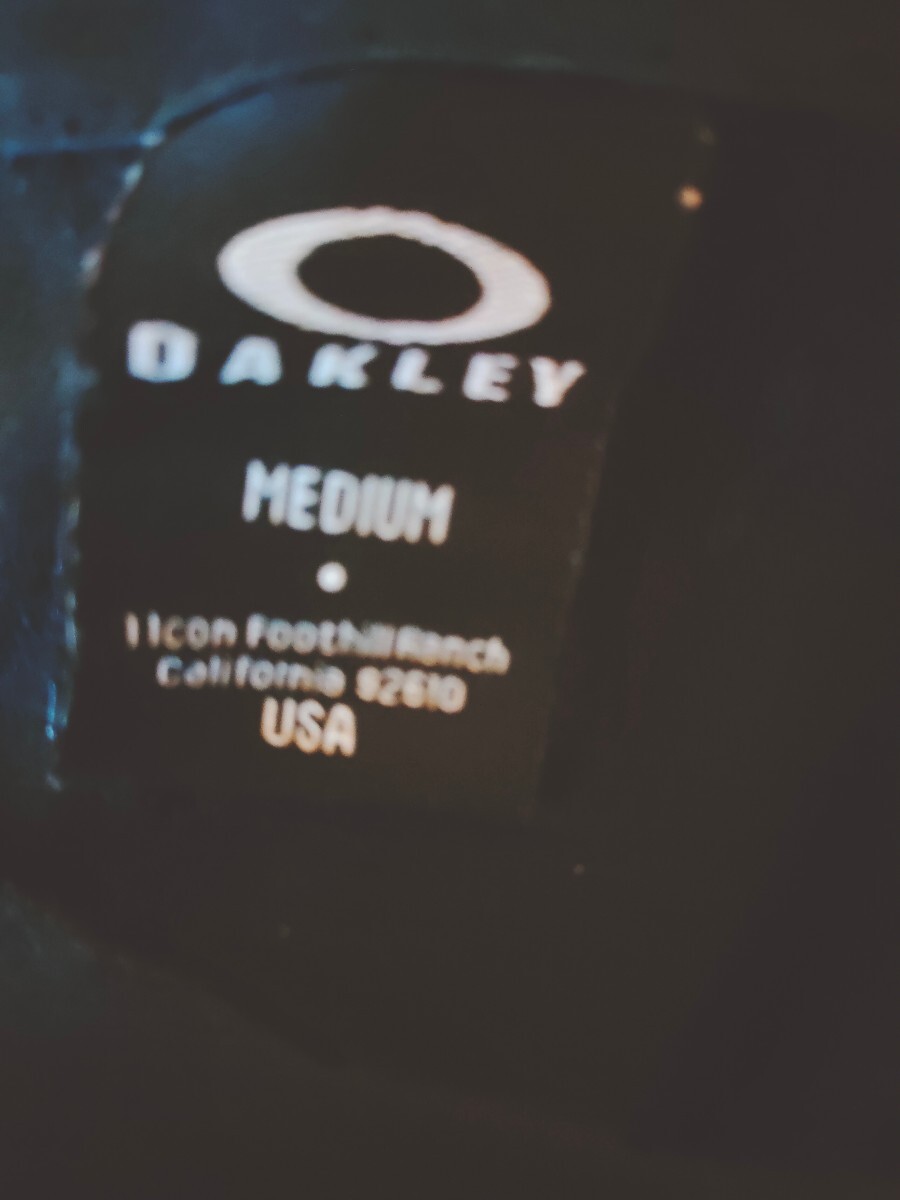 OAKLEY
MEDIUM
1 Icon Foothill Ranch
California 92610
USA